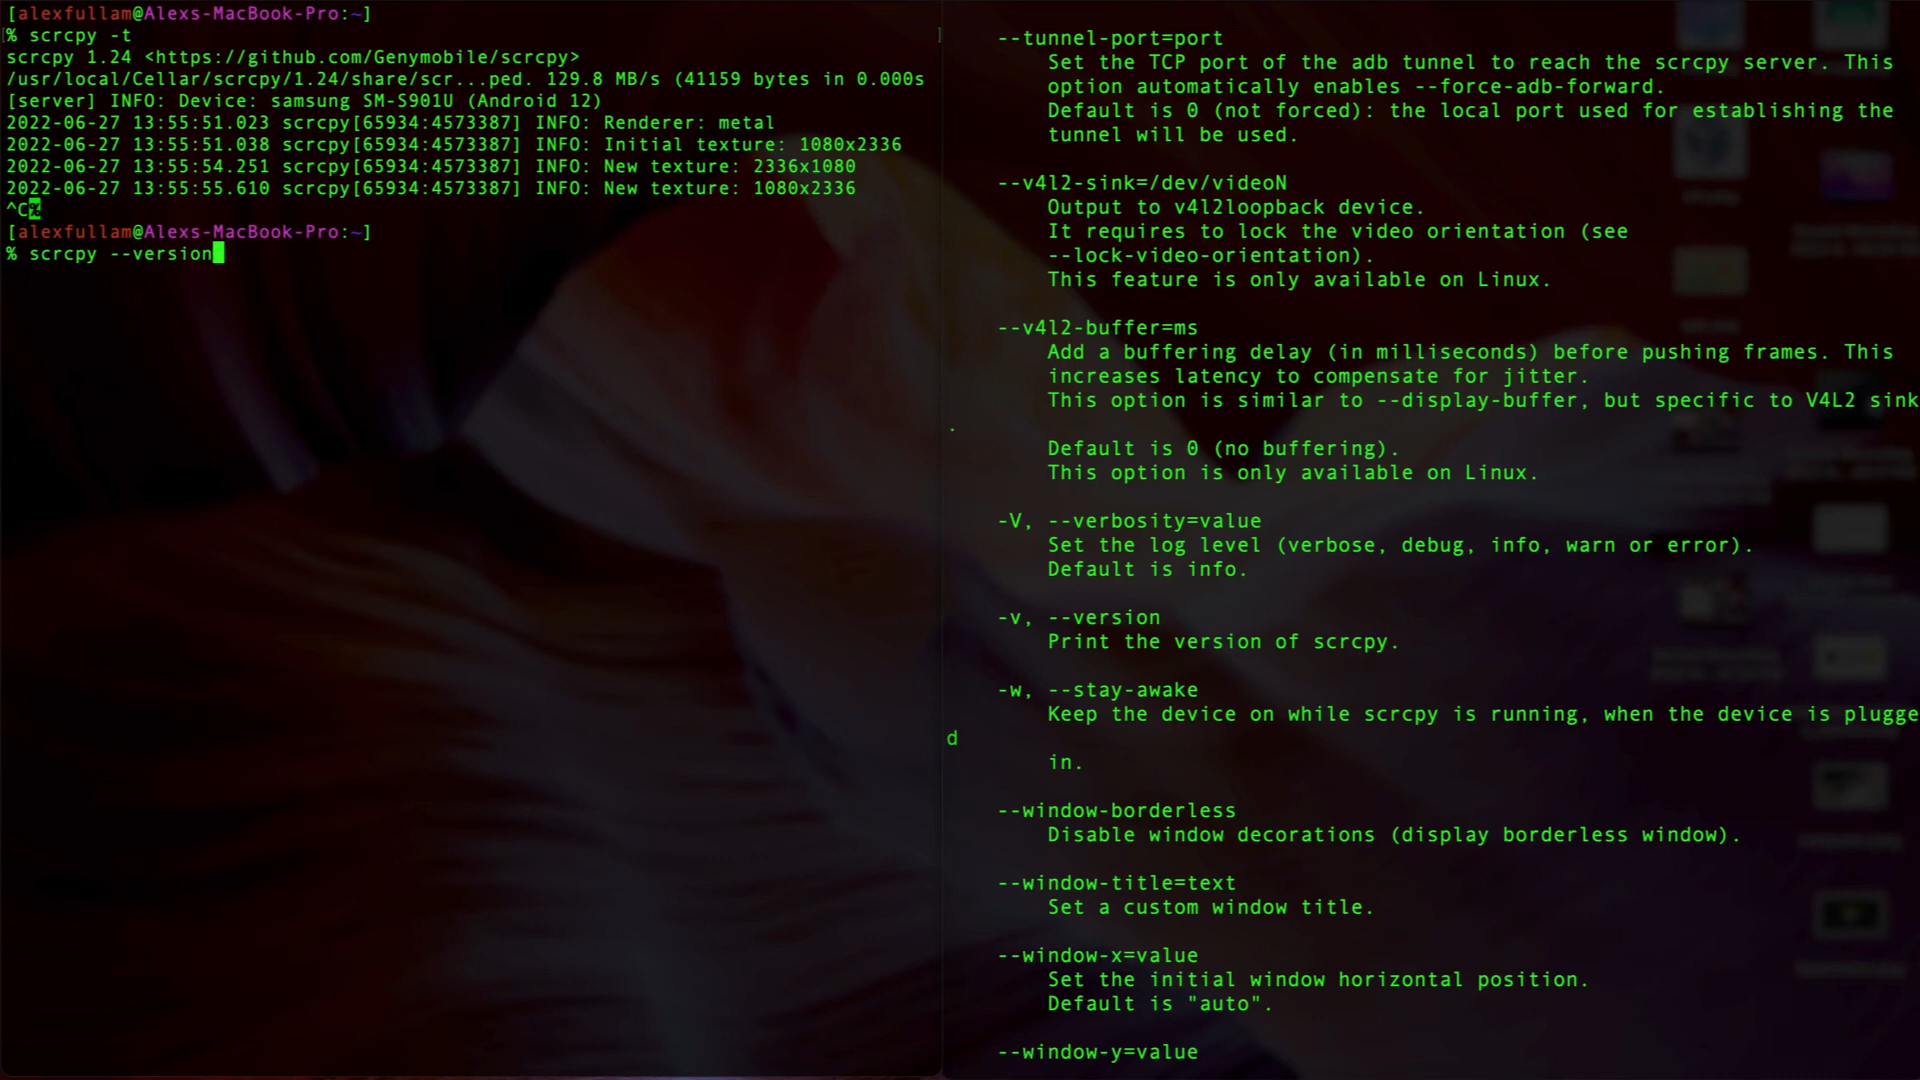 [alexfullam@Alexs-MacBook-Pro:~]
% scrcpy -t
scrcpy 1.24 <https://github.com/Genymobile/scrcpy>
/usr/local/Cellar/scrcpy/1.24/share/scr...ped. 129.8 MB/s (41159 bytes in 0.000s
[server] INFO: Device: samsung SM-S901U (Android 12)
2022-06-27 13:55:51.023 scrcpy[65934:4573387] INFO: Renderer: metal
2022-06-27 13:55:51.038 scrcpy[65934:4573387] INFO: Initial texture: 1080x2336
2022-06-27 13:55:54.251 scrcpy[65934:4573387] INFO: New texture: 2336x1080
2022-06-27 13:55:55.610 scrcpy[65934:4573387] INFO: New texture: 1080x2336
^C%
[alexfullam@Alexs-MacBook-Pro:~]
% scrcpy --version
--tunnel-port=port
Set the TCP port of the adb tunnel to reach the scrcpy server. This
option automatically enables --force-adb-forward.
Default is 0 (not forced): the local port used for establishing the
tunnel will be used.
--v4l2-sink=/dev/videoN
Output to v4l2loopback device.
It requires to lock the video orientation (see
--lock-video-orientation).
This feature is only available on Linux.
--v4l2-buffer=ms
Add a buffering delay (in milliseconds) before pushing frames. This
increases latency to compensate for jitter.
This option is similar to --display-buffer, but specific to V4L2 sink
.
Default is 0 (no buffering).
This option is only available on Linux.
-V, --verbosity=value
Set the log level (verbose, debug, info, warn or error).
Default is info.
-v, --version
Print the version of scrcpy.
-w, --stay-awake
Keep the device on while scrcpy is running, when the device is plugge
d
in.
--window-borderless
Disable window decorations (display borderless window).
--window-title=text
Set a custom window title.
--window-x=value
Set the initial window horizontal position.
Default is "auto".
--window-y=value